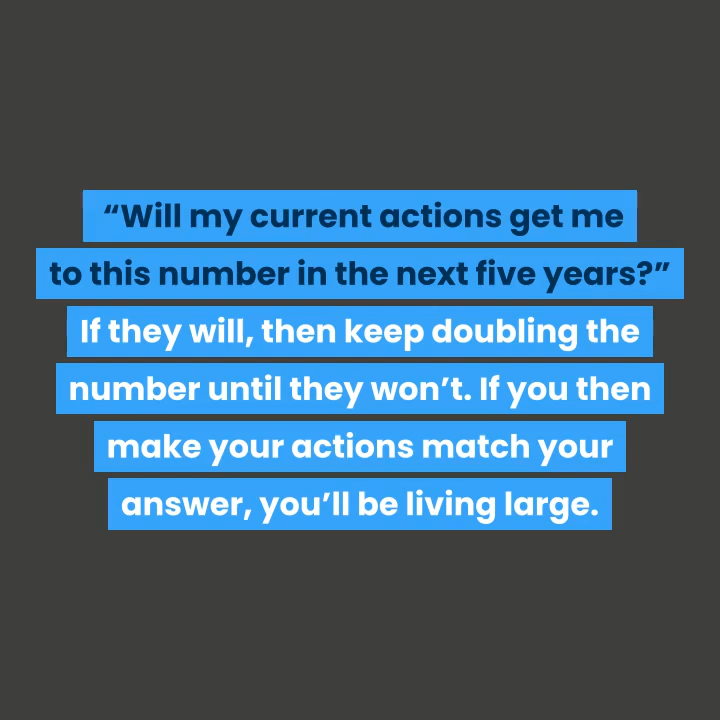 “Will my current actions get me
to this number in the next five years?”
If they will, then keep doubling the
number until they won’t. If you then
make your actions match your
answer, you’ll be living large.